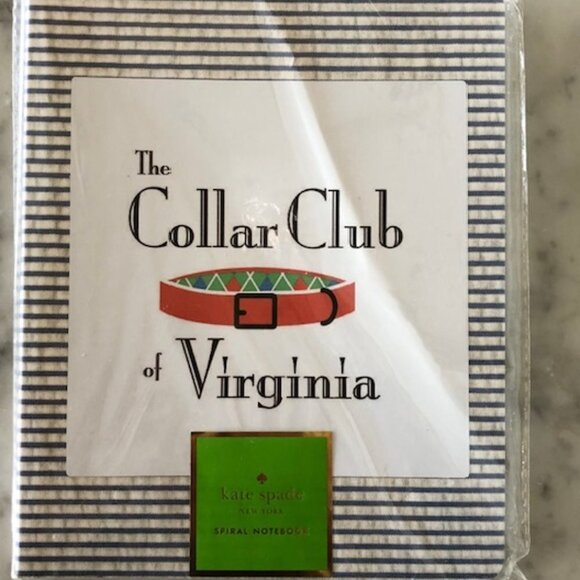 The
Collar Club
of Virginia
kate spade
NEW YORK
SPIRAL NOTEBOOK